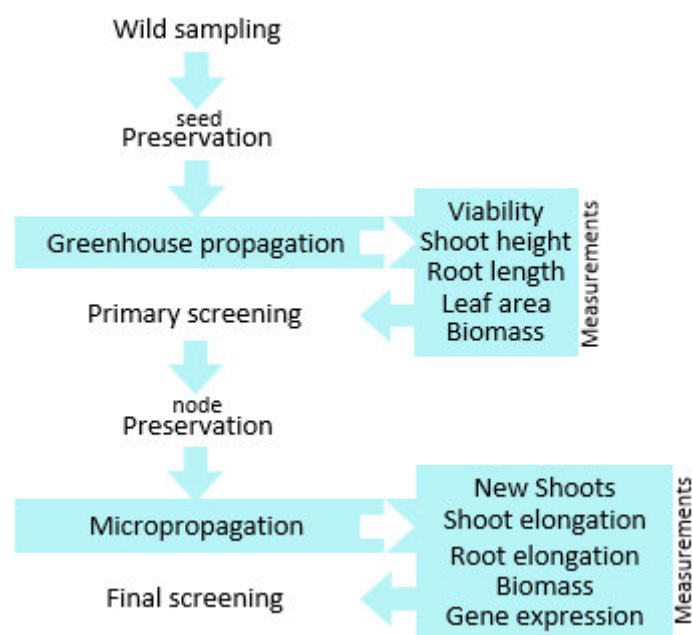 Wild sampling
seed
Preservation
Greenhouse propagation
Viability
Shoot height
Root length
Leaf area
Biomass
Measurements
Primary screening
node
Preservation
Micropropagation
New Shoots
Shoot elongation
Root elongation
Biomass
Gene expression
Measurements
Final screening